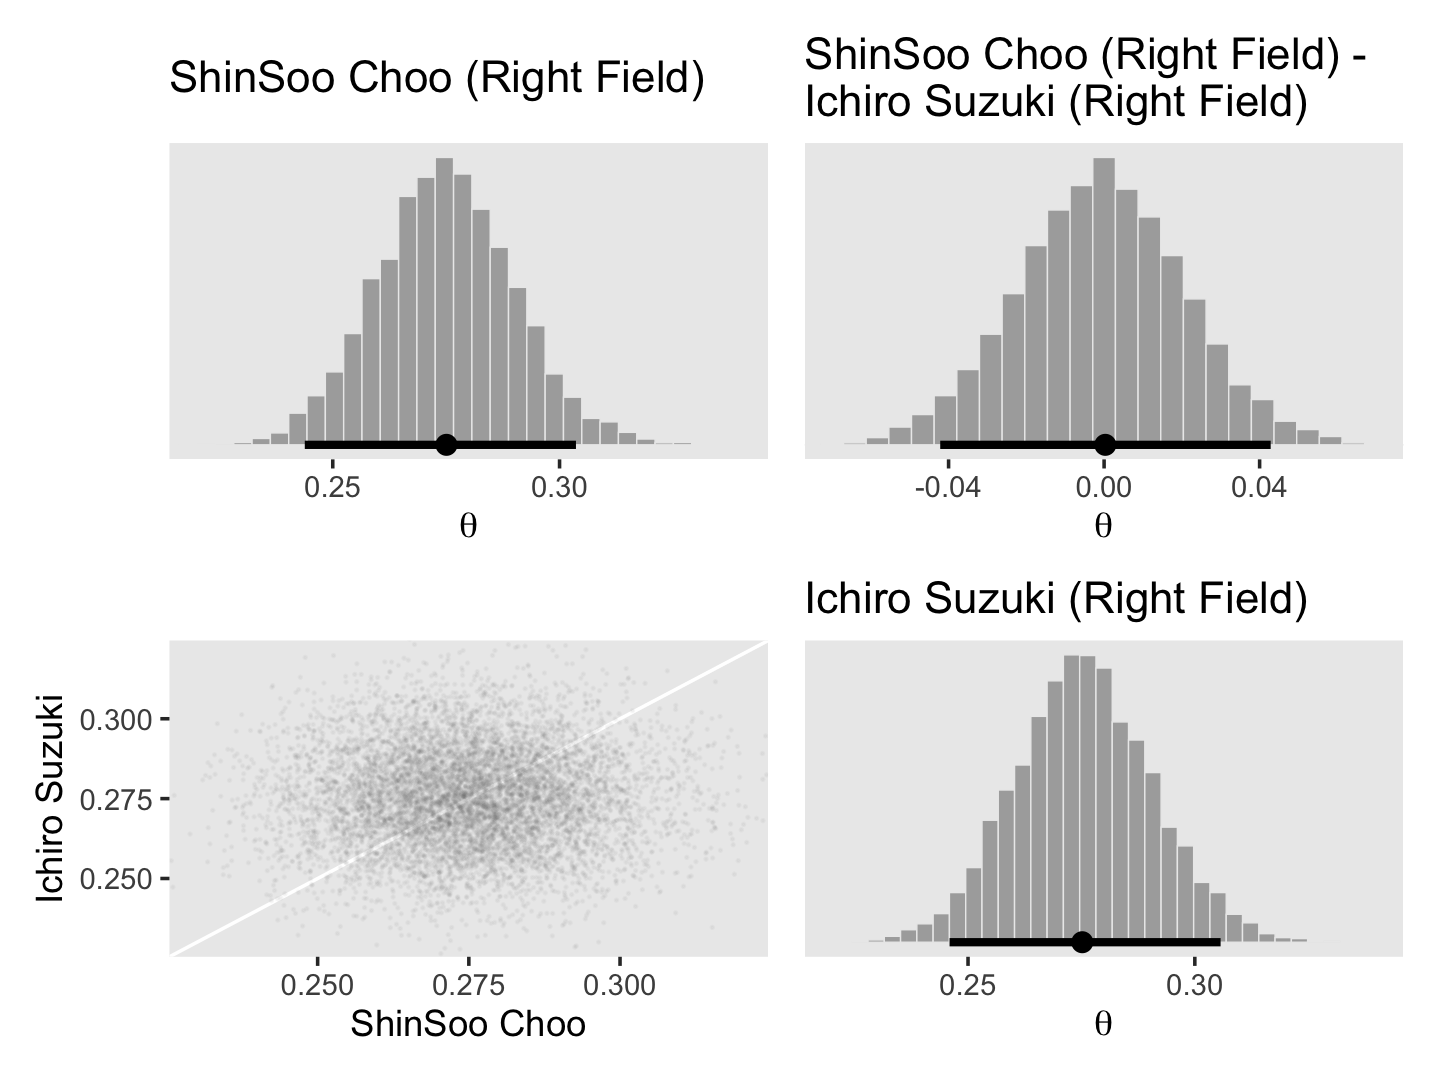 ShinSoo Choo (Right Field)
0.25 0.30
θ
ShinSoo Choo (Right Field) -
Ichiro Suzuki (Right Field)
-0.04 0.00 0.04
θ
Ichiro Suzuki
0.300
0.275
0.250
0.250 0.275 0.300
ShinSoo Choo
Ichiro Suzuki (Right Field)
0.25 0.30
θ